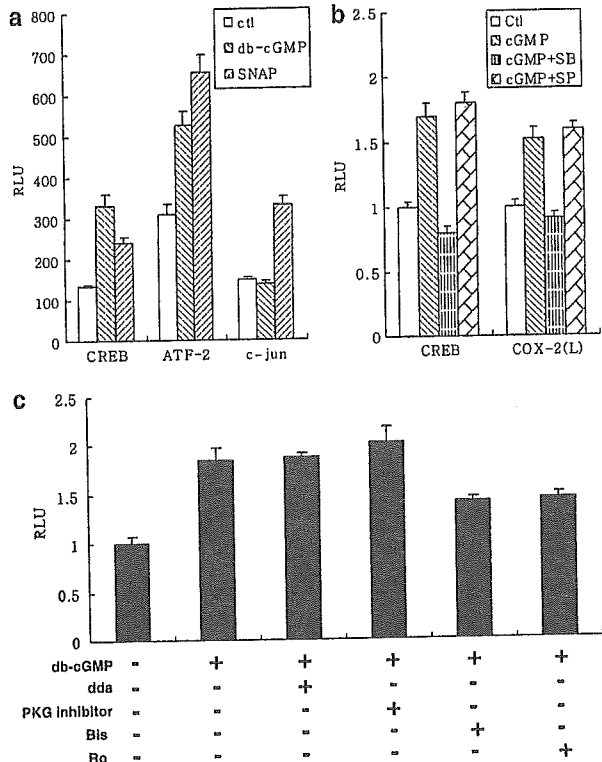 a
800
700
600
500
400
300
200
100
00
RLU
ctl
db-cGMP
SNAP
CREB ATF-2 c-jun
b
2.5
2
1.5
1
0.5
0
RLU
Ctl
cGMP
cGMP+SB
cGMP+SP
CREB COX-2(L)
c
2.5
2
1.5
1
0.5
0
RLU
db-cGMP - + + + + +
dda - - + - - -
PKG inhibitor - - - + - -
Bis - - - - + -
Ro - - - - - +